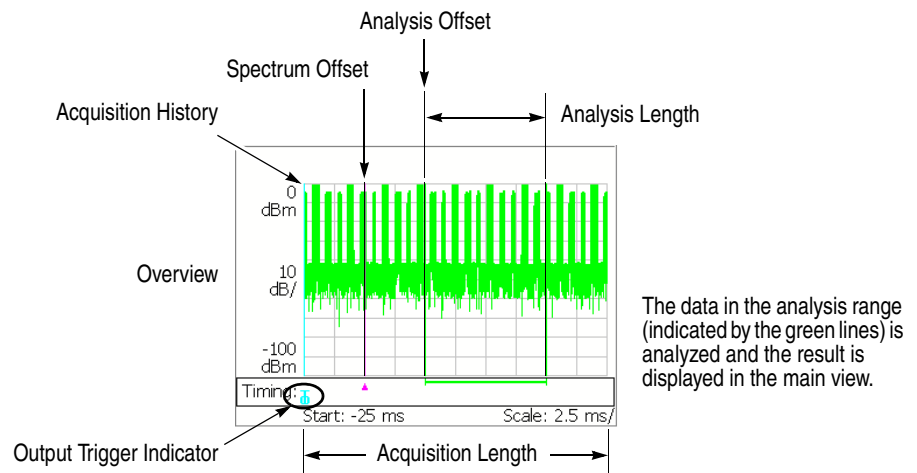 Analysis Offset
Spectrum Offset
Acquisition History
Analysis Length
0
dBm
Overview
10
dB/
The data in the analysis range
(indicated by the green lines) is
analyzed and the result is
displayed in the main view.
-100
dBm
Timing:
Start: -25 ms
Scale: 2.5 ms/
Output Trigger Indicator
Acquisition Length